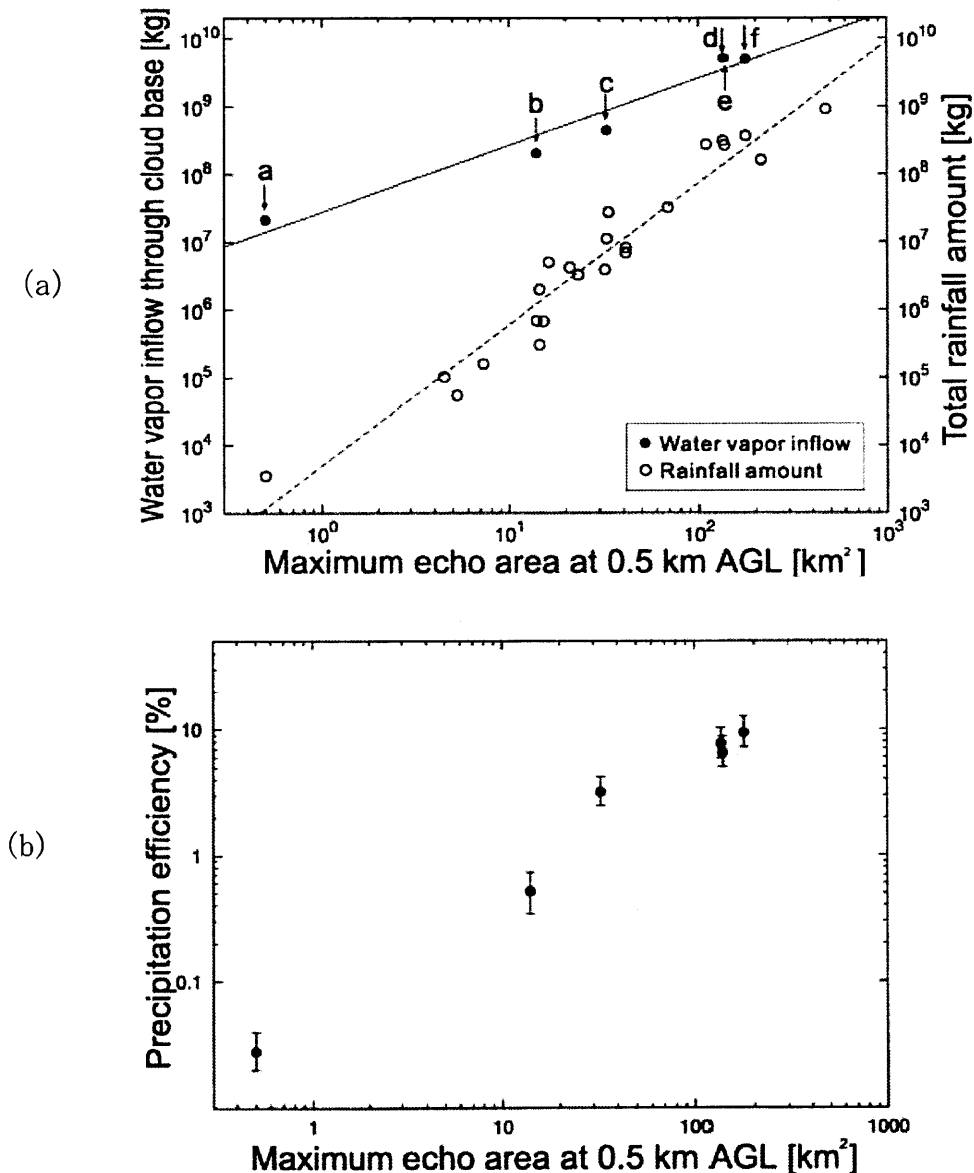 (a)
Water vapor inflow through cloud base [kg]
10¹⁰
10⁹
10⁸
10⁷
10⁶
10⁵
10⁴
10³
a
b
c
d
f
e
● Water vapor inflow
○ Rainfall amount
10¹⁰
10⁹
10⁸
10⁷
10⁶
10⁵
10⁴
10³
Total rainfall amount [kg]
10⁰
10¹
10²
10³
Maximum echo area at 0.5 km AGL [km²]
(b)
Precipitation efficiency [%]
10
1
0.1
1
10
100
1000
Maximum echo area at 0.5 km AGL [km²]